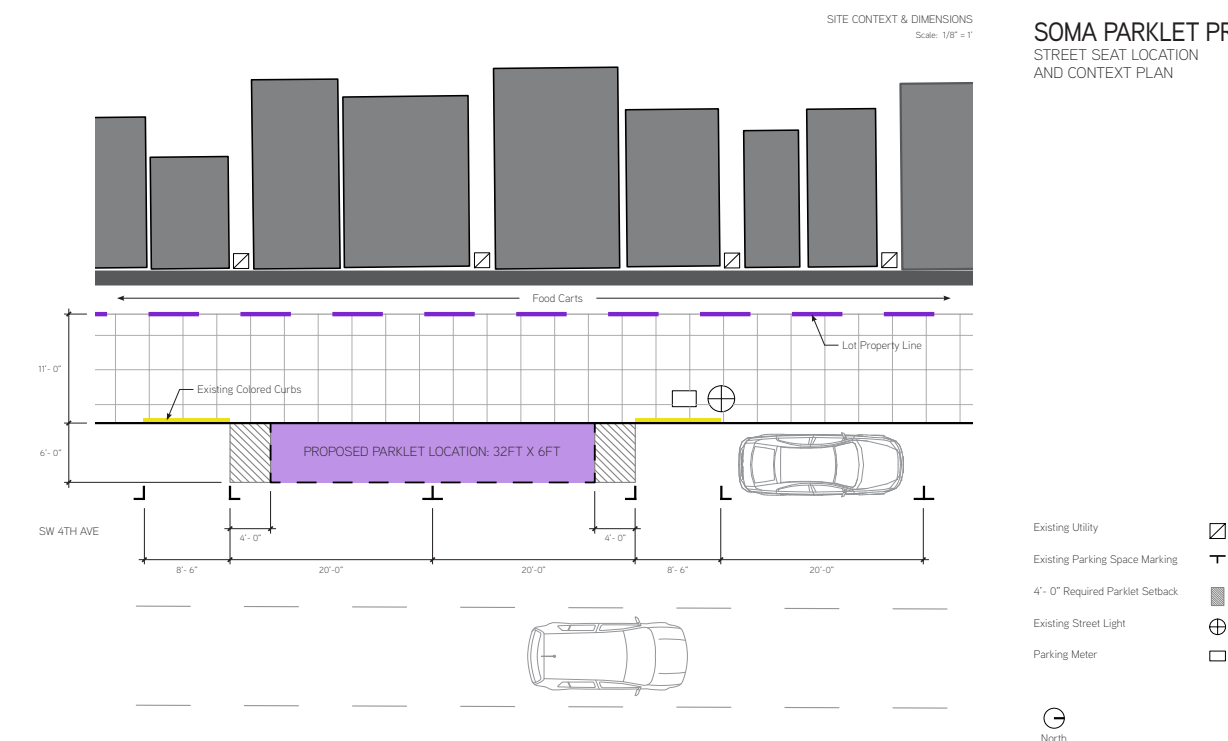 SITE CONTEXT & DIMENSIONS
Scale: 1/8" = 1'
SOMA PARKLET PR
STREET SEAT LOCATION
AND CONTEXT PLAN
Food Carts
Lot Property Line
11'- 0"
Existing Colored Curbs
6'- 0"
PROPOSED PARKLET LOCATION: 32FT X 6FT
SW 4TH AVE
4'- 0"
4'- 0"
8'- 6"
20'-0"
20'-0"
8'- 6"
20'-0"
Existing Utility
Existing Parking Space Marking
4'- 0" Required Parklet Setback
Existing Street Light
Parking Meter
North